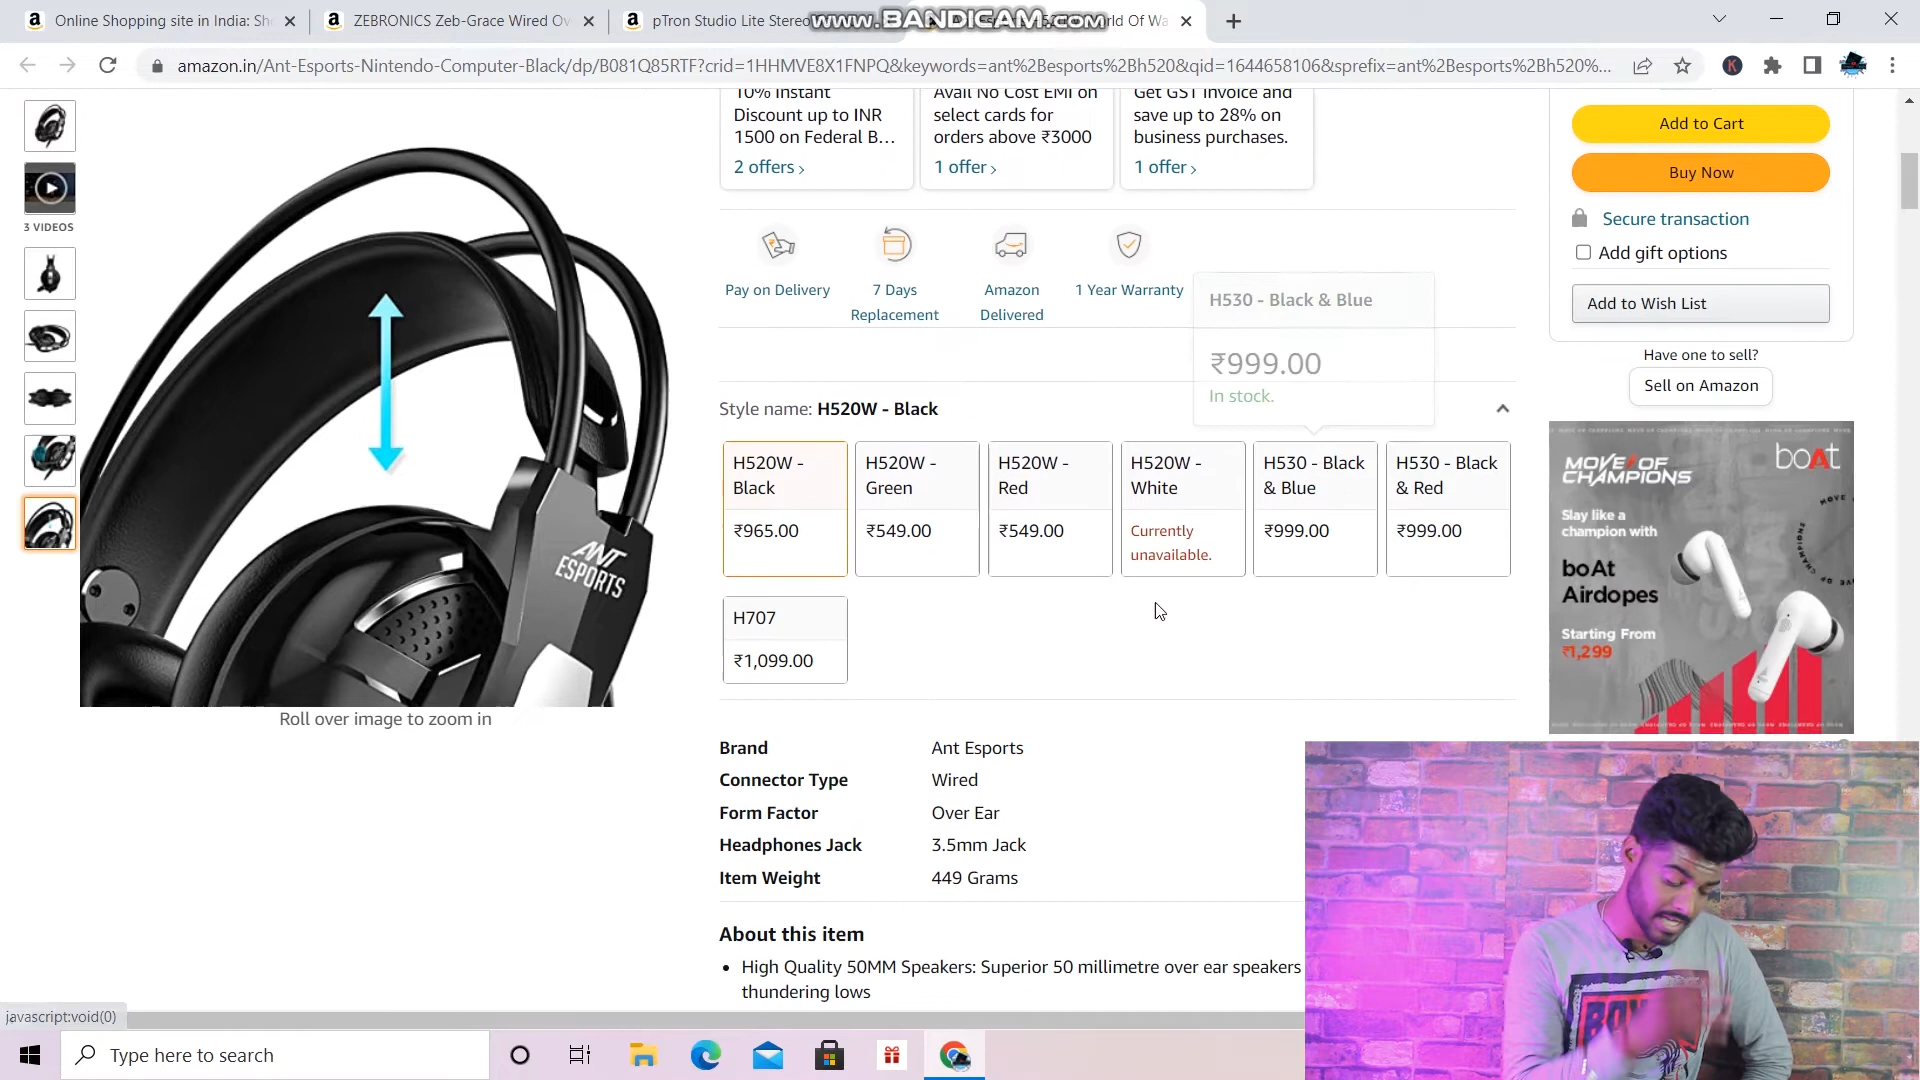 Online Shopping site in India: Sh
ZEBRONICS Zeb-Grace Wired Ov
pTron Studio Lite Stereo
www.BANDICAM.com
World Of Wa
amazon.in/Ant-Esports-Nintendo-Computer-Black/dp/B081Q85RTF?crid=1HHMVE8X1FNPQ&keywords=ant%2Besports%2Bh520&qid=1644658106&sprefix=ant%2Besports%2Bh520%...
K
3 VIDEOS
10% Instant
Discount up to INR
1500 on Federal B...
2 offers ›
Avail No Cost EMI on
select cards for
orders above ₹3000
1 offer ›
Get GST invoice and
save up to 28% on
business purchases.
1 offer ›
Pay on Delivery
7 Days
Replacement
Amazon
Delivered
1 Year Warranty
H530 - Black & Blue
₹999.00
In stock.
Style name: H520W - Black
H520W -
Black
₹965.00
H520W -
Green
₹549.00
H520W -
Red
₹549.00
H520W -
White
Currently
unavailable.
H530 - Black
& Blue
₹999.00
H530 - Black
& Red
₹999.00
H707
₹1,099.00
ANT
ESPORTS
Roll over image to zoom in
Brand Ant Esports
Connector Type Wired
Form Factor Over Ear
Headphones Jack 3.5mm Jack
Item Weight 449 Grams
About this item
• High Quality 50MM Speakers: Superior 50 millimetre over ear speakers
thundering lows
Add to Cart
Buy Now
Secure transaction
Add gift options
Add to Wish List
Have one to sell?
Sell on Amazon
MOVE OF
CHAMPIONS
boAt
Slay like a
champion with
boAt
Airdopes
Starting From
₹1,299
javascript:void(0)
Type here to search